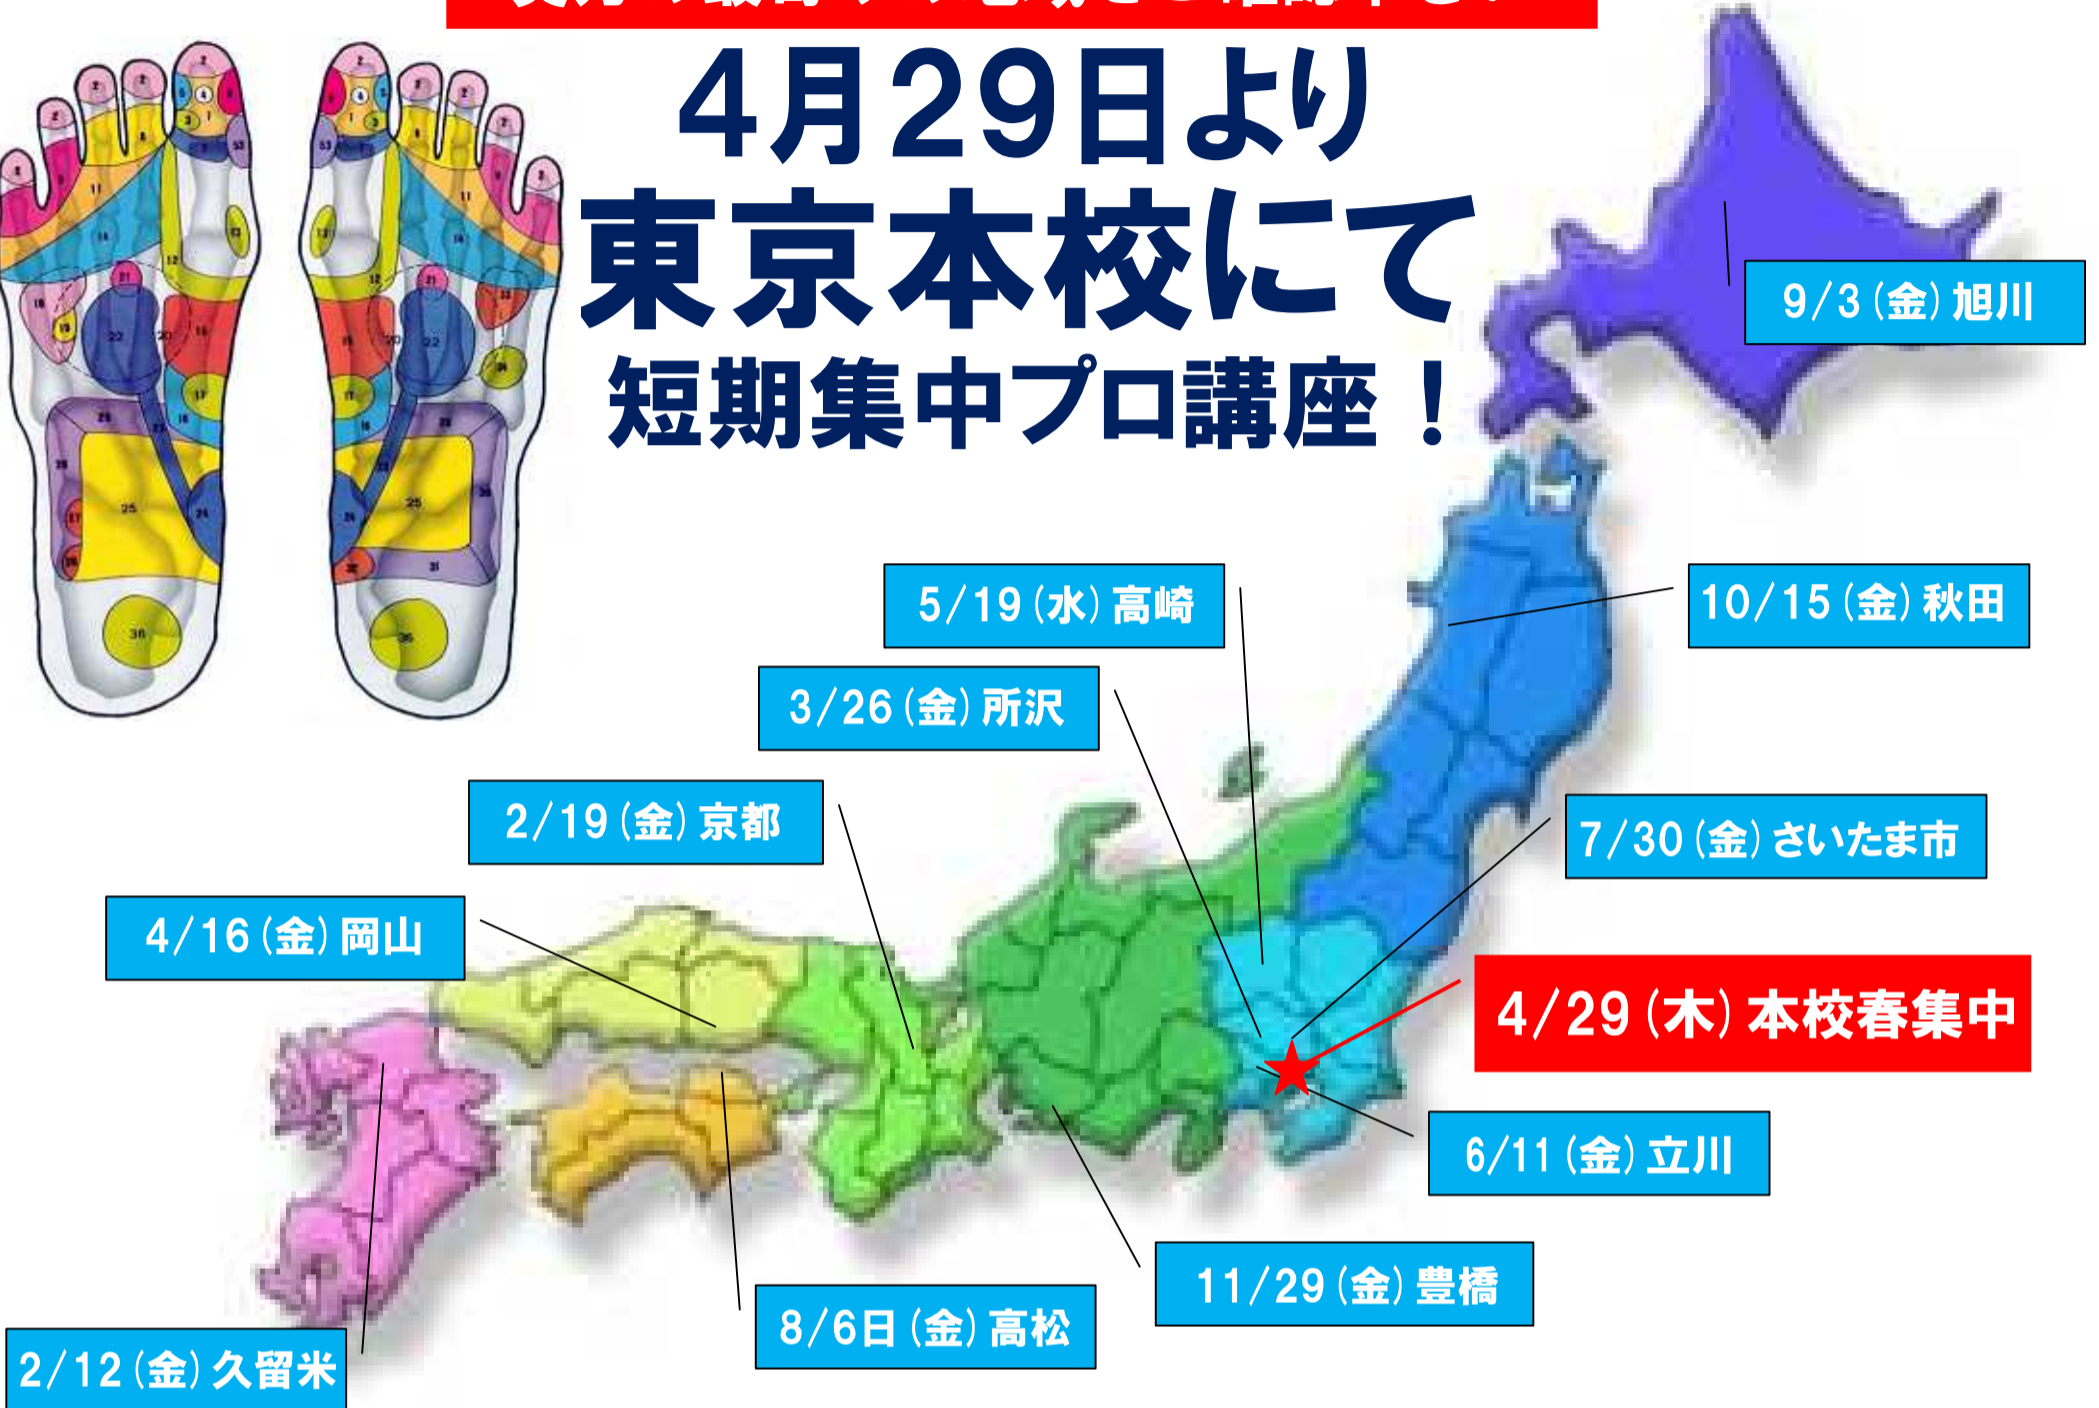 4月29日より
東京本校にて
短期集中プロ講座！
9/3(金)旭川
5/19(水)高崎
10/15(金)秋田
3/26(金)所沢
2/19(金)京都
7/30(金)さいたま市
4/16(金)岡山
4/29(木)本校春集中
6/11(金)立川
11/29(金)豊橋
8/6日(金)高松
2/12(金)久留米